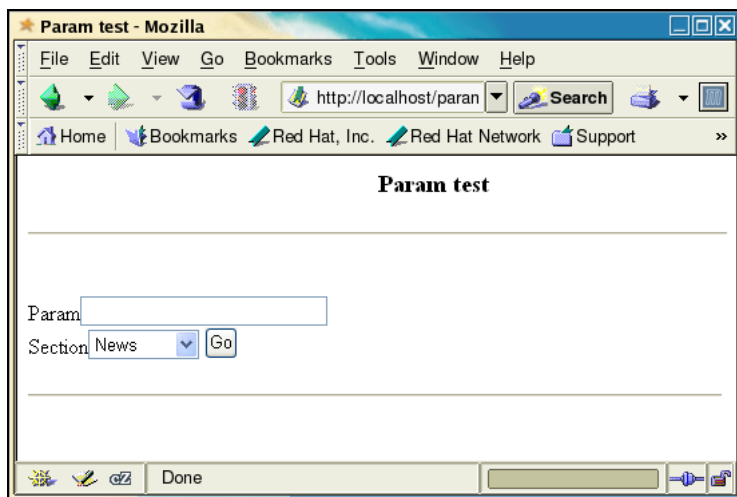 Param test - Mozilla
File Edit View Go Bookmarks Tools Window Help
http://localhost/paran Search
Home Bookmarks Red Hat, Inc. Red Hat Network Support »
Param test
Param
Section News Go
Done